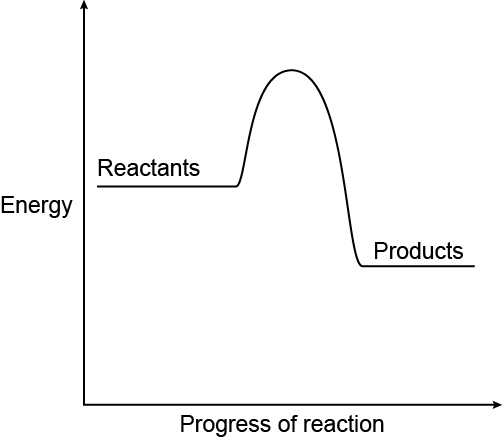 Reactants
Energy
Products
Progress of reaction